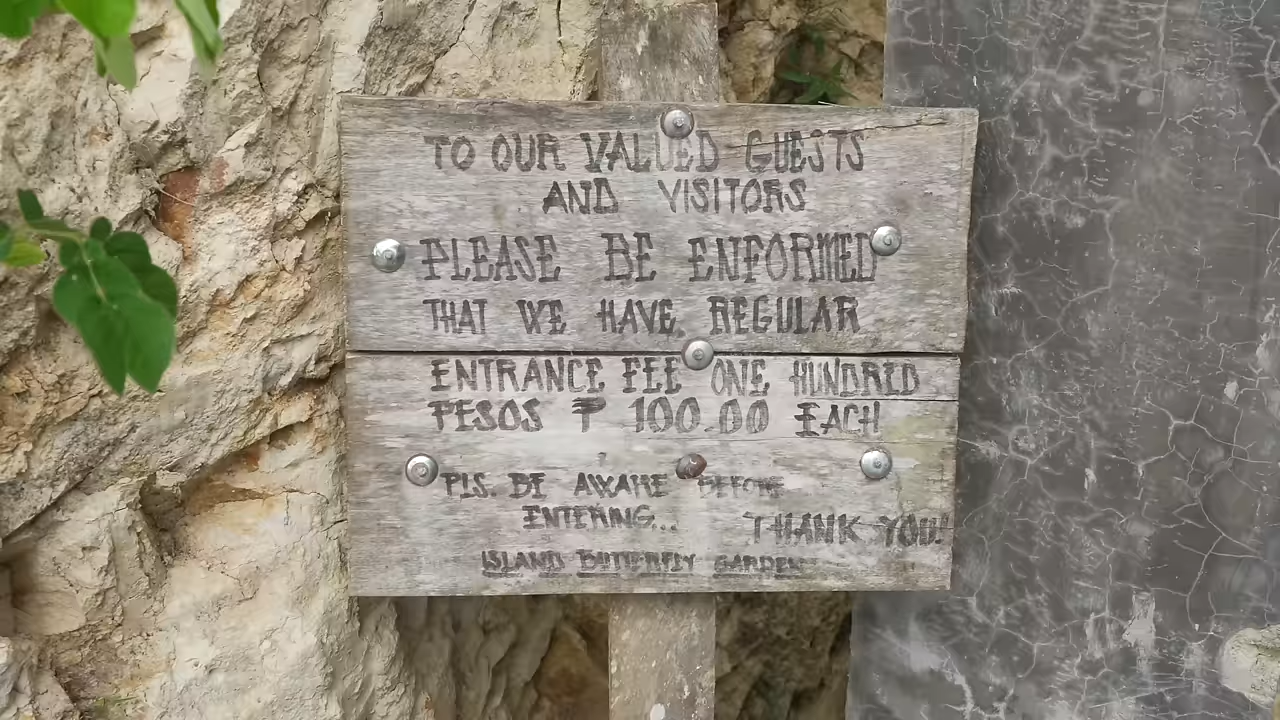 TO OUR VALUED GUESTS
AND VISITORS
PLEASE BE ENFORMED
THAT WE HAVE REGULAR
ENTRANCE FEE ONE HUNDRED
PESOS ₱ 100.00 EACH
PLS. BE AWARE BEFORE
ENTERING... THANK YOU!
ISLAND BUTTERFLY GARDEN